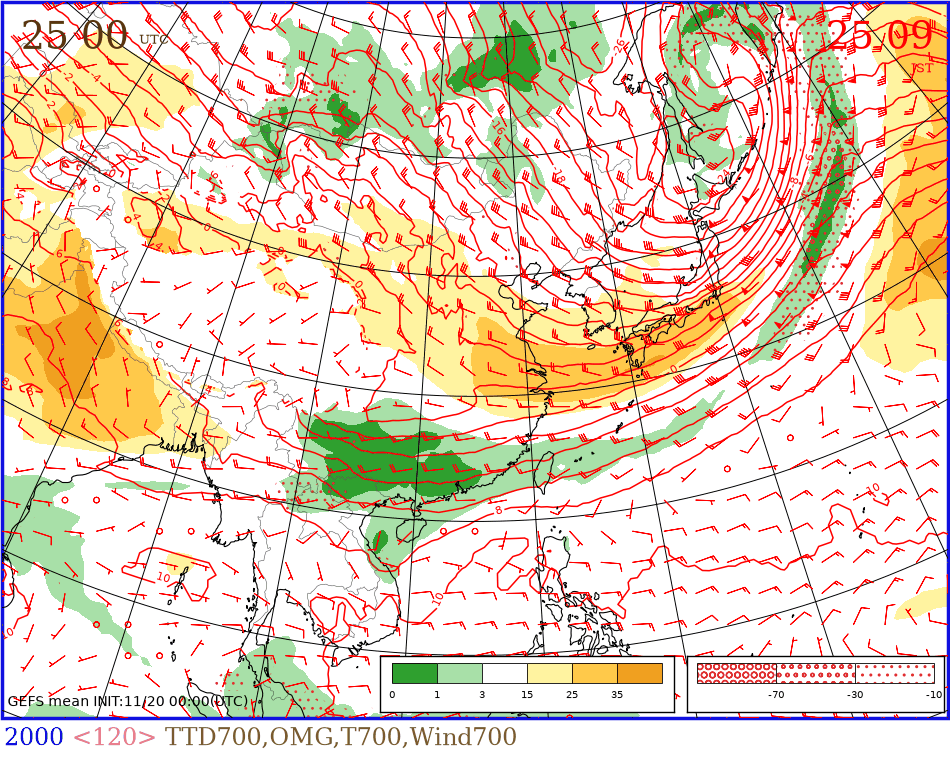 25 00 UTC
25 09
JST
GEFS mean INIT:11/20 00:00(UTC)
0 1 3 15 25 35
-70 -30 -10
2000 <120> TTD700,OMG,T700,Wind700